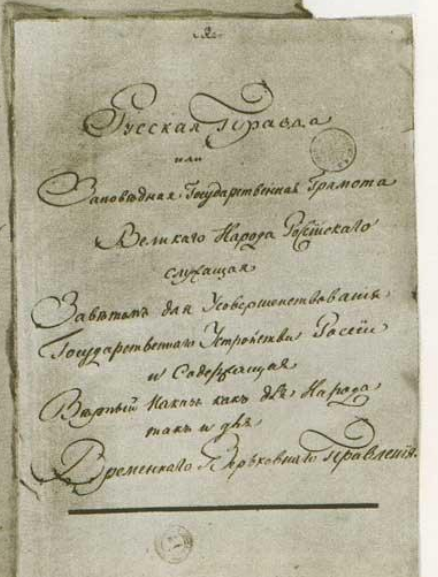 Русская Правда
или
Заповѣдная Государственная Грамота
Великаго Народа Россійскаго
служащая
Завѣтомъ для Усовершенствованія
Государственнаго Устройства Россіи
и Содержащая
Вѣрный Наказъ какъ для Народа
такъ и для
Временнаго Верьховнаго Правленія.